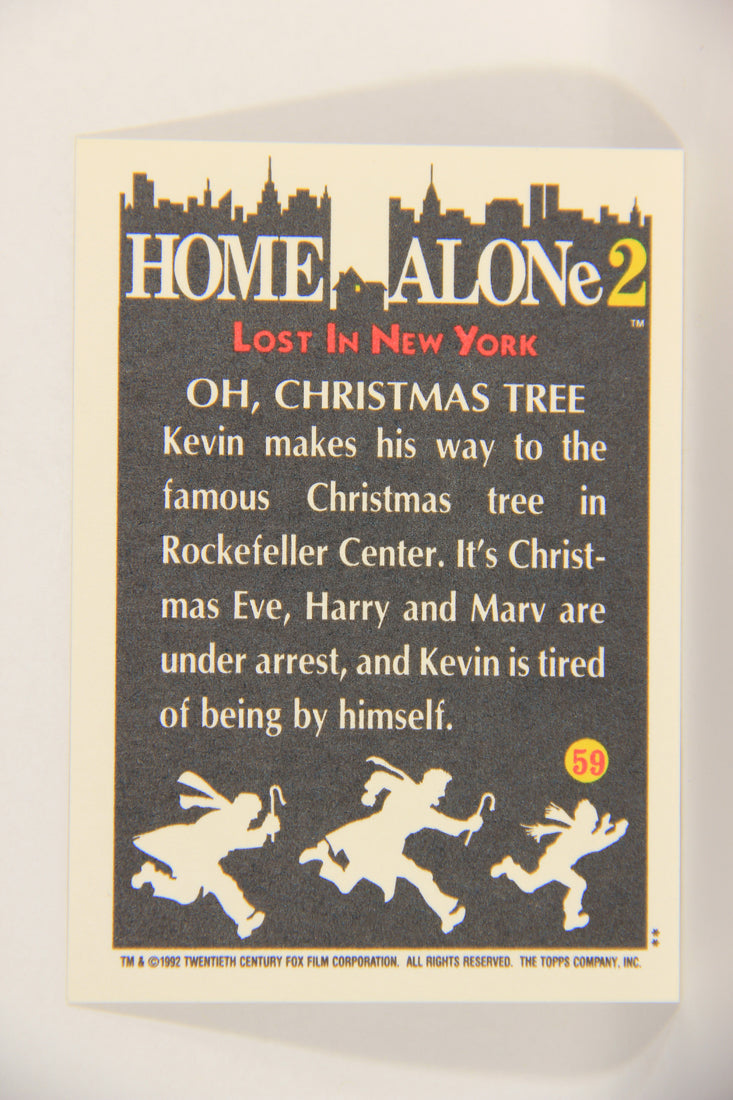 HOME ALONe 2
™
LOST IN NEW YORK
OH, CHRISTMAS TREE
Kevin makes his way to the
famous Christmas tree in
Rockefeller Center. It's Christ-
mas Eve, Harry and Marv are
under arrest, and Kevin is tired
of being by himself.
59
**
TM & ©1992 TWENTIETH CENTURY FOX FILM CORPORATION. ALL RIGHTS RESERVED. THE TOPPS COMPANY, INC.